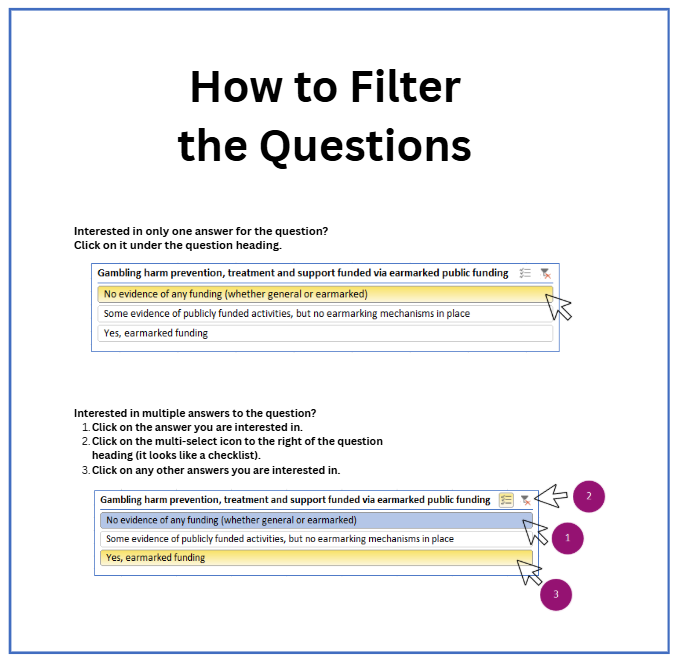 How to Filter
the Questions
Interested in only one answer for the question?
Click on it under the question heading.
Gambling harm prevention, treatment and support funded via earmarked public funding
No evidence of any funding (whether general or earmarked)
Some evidence of publicly funded activities, but no earmarking mechanisms in place
Yes, earmarked funding
Interested in multiple answers to the question?
1. Click on the answer you are interested in.
2. Click on the multi-select icon to the right of the question
heading (it looks like a checklist).
3. Click on any other answers you are interested in.
Gambling harm prevention, treatment and support funded via earmarked public funding
2
No evidence of any funding (whether general or earmarked)
1
Some evidence of publicly funded activities, but no earmarking mechanisms in place
Yes, earmarked funding
3